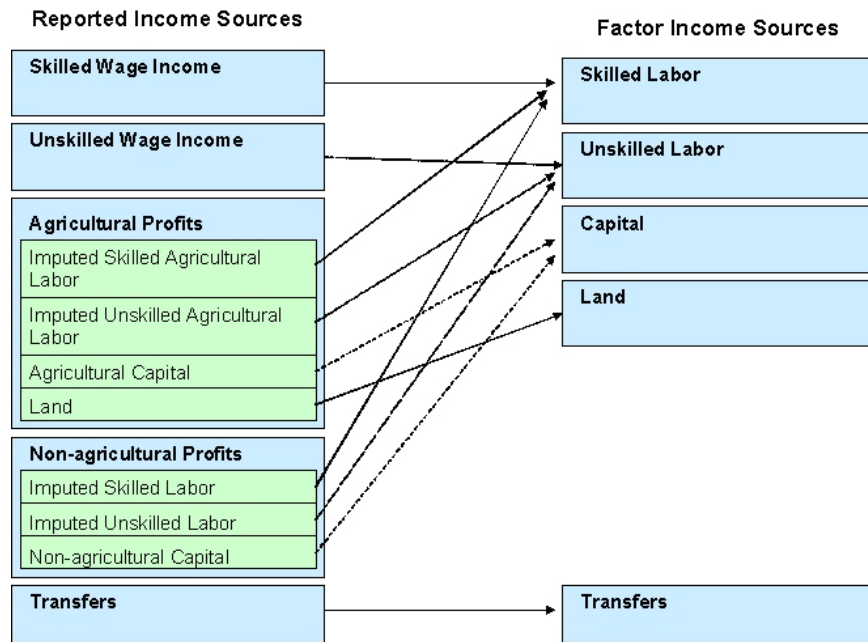 Reported Income Sources
Skilled Wage Income
Unskilled Wage Income
Agricultural Profits
Imputed Skilled Agricultural
Labor
Imputed Unskilled Agricultural
Labor
Agricultural Capital
Land
Non-agricultural Profits
Imputed Skilled Labor
Imputed Unskilled Labor
Non-agricultural Capital
Transfers
Factor Income Sources
Skilled Labor
Unskilled Labor
Capital
Land
Transfers